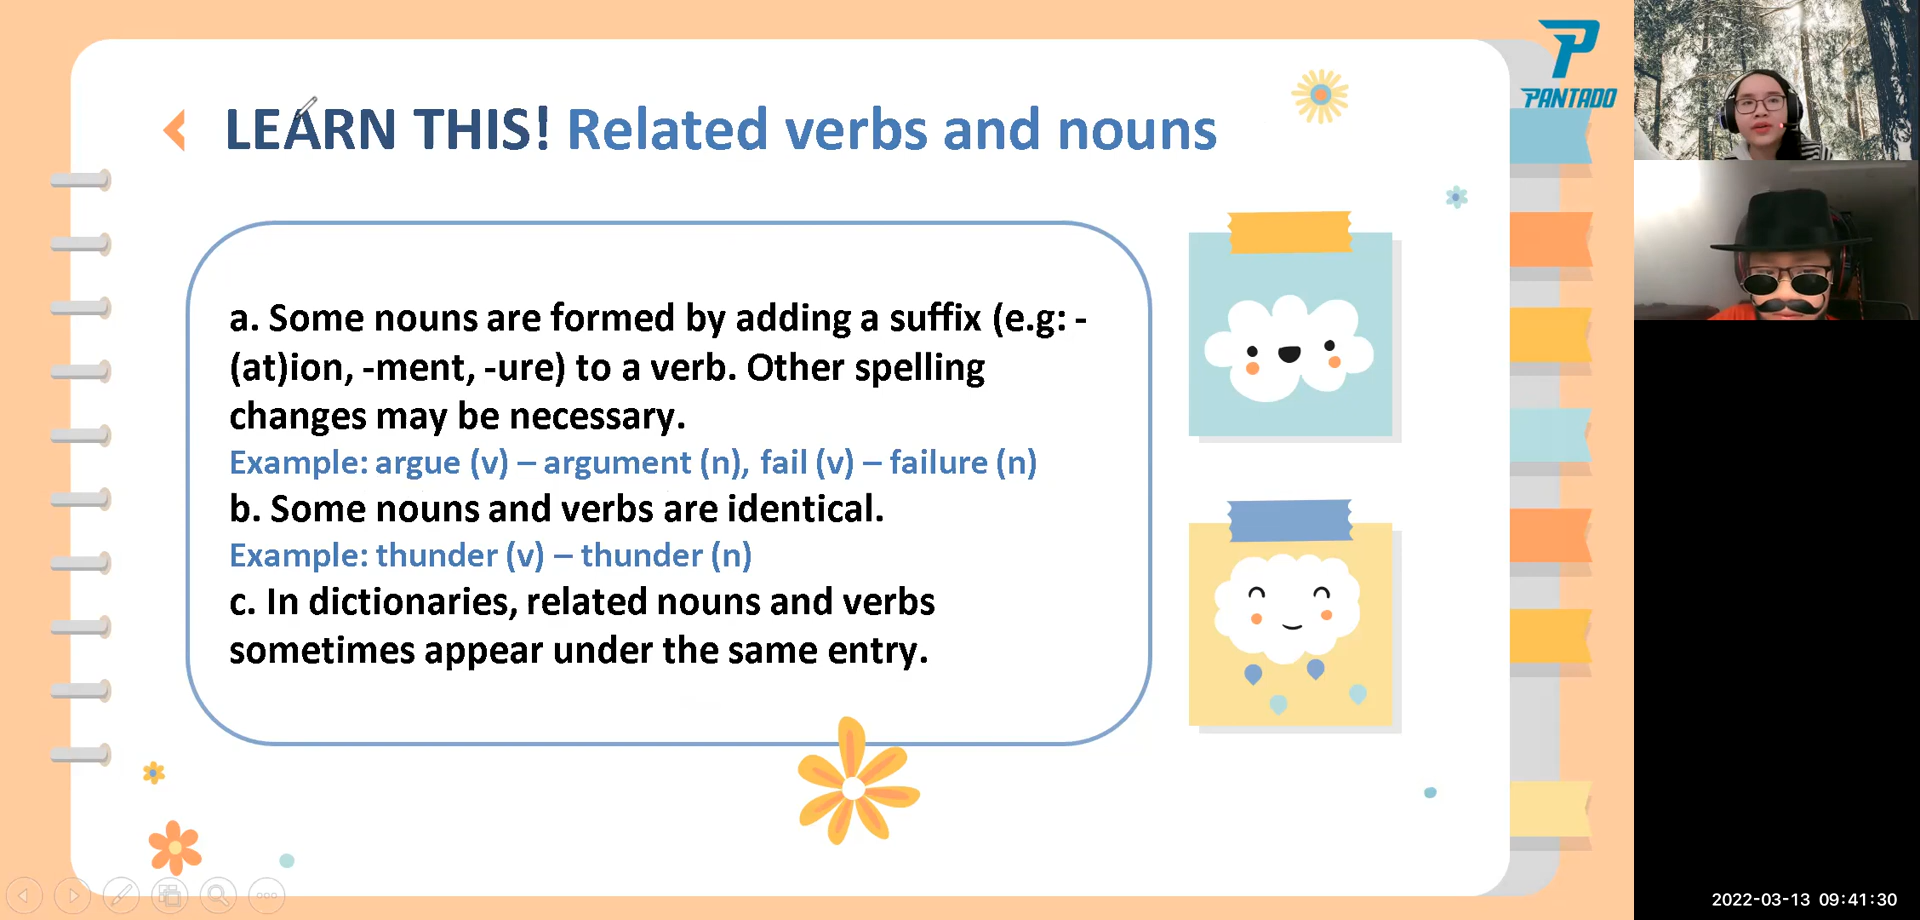 LEARN THIS! Related verbs and nouns
PANTADO
a. Some nouns are formed by adding a suffix (e.g: -
(at)ion, -ment, -ure) to a verb. Other spelling
changes may be necessary.
Example: argue (v) – argument (n), fail (v) – failure (n)
b. Some nouns and verbs are identical.
Example: thunder (v) – thunder (n)
c. In dictionaries, related nouns and verbs
sometimes appear under the same entry.
2022-03-13 09:41:30